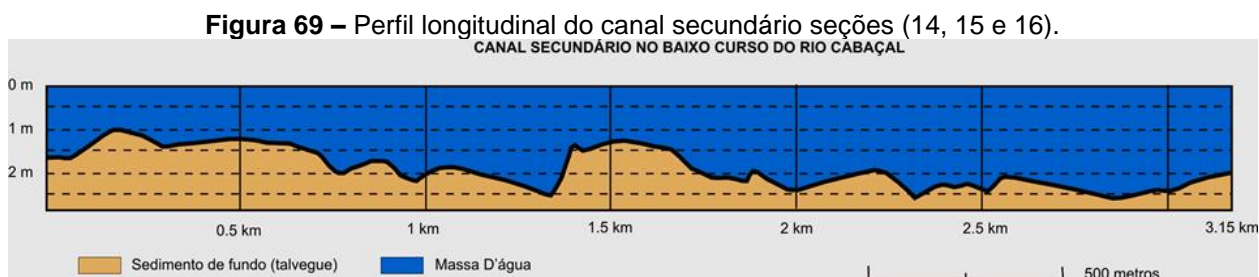 Figura 69 – Perfil longitudinal do canal secundário seções (14, 15 e 16).
CANAL SECUNDÁRIO NO BAIXO CURSO DO RIO CABAÇAL
0 m
1 m
2 m
0.5 km 1 km 1.5 km 2 km 2.5 km 3.15 km
Sedimento de fundo (talvegue) Massa D'água 500 metros